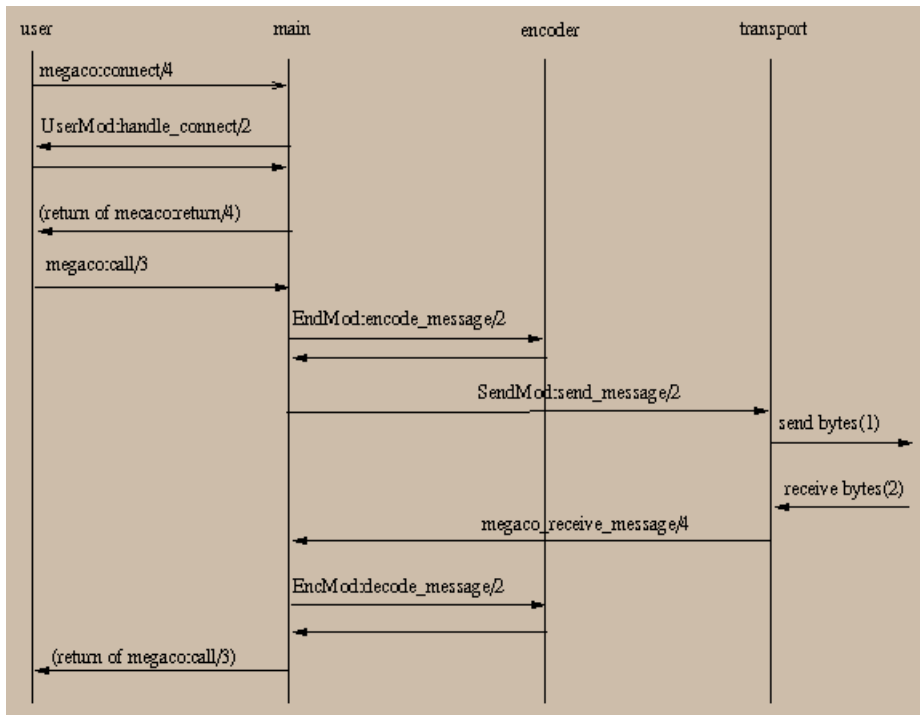 user main encoder transport
megaco:connect/4
UserMod:handle_connect/2
(return of mecaco:return/4)
megaco:call/3
EndMod:encode_message/2
SendMod:send_message/2
send bytes(1)
receive bytes(2)
megaco_receive_message/4
EncMod:decode_message/2
(return of megaco:call/3)